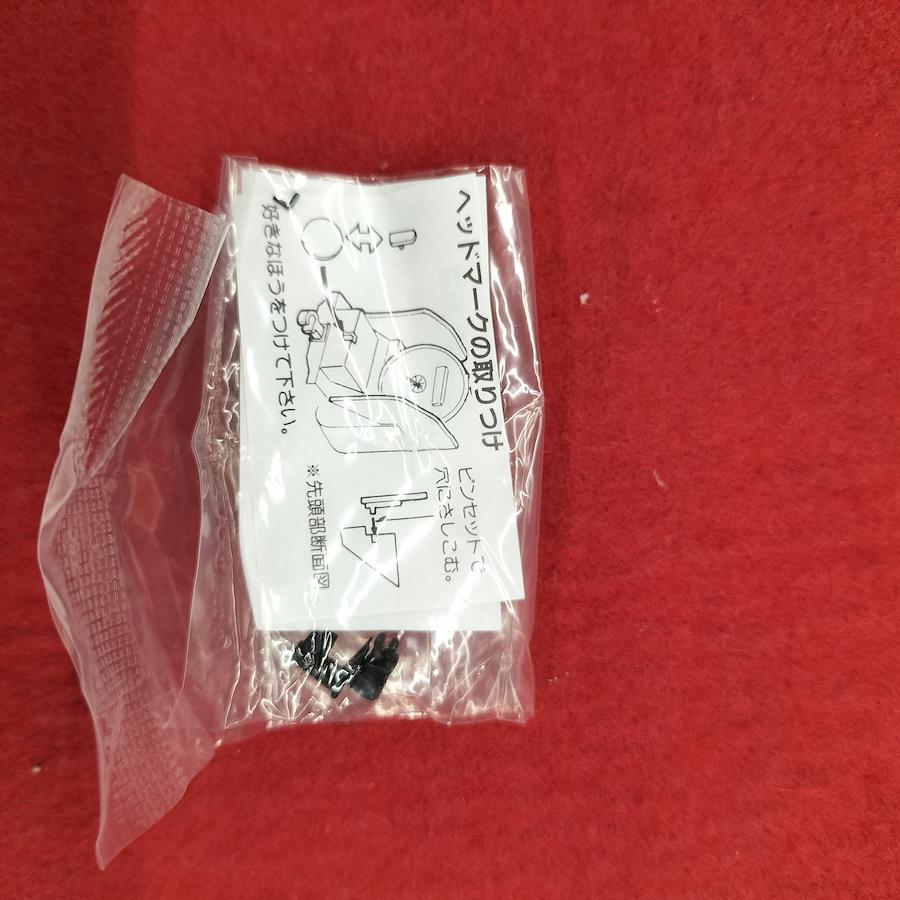 ヘッドマークの取りつけ
ピンセットで
穴にさしこむ。
※先頭部断面図
好きなほうをつけて下さい。